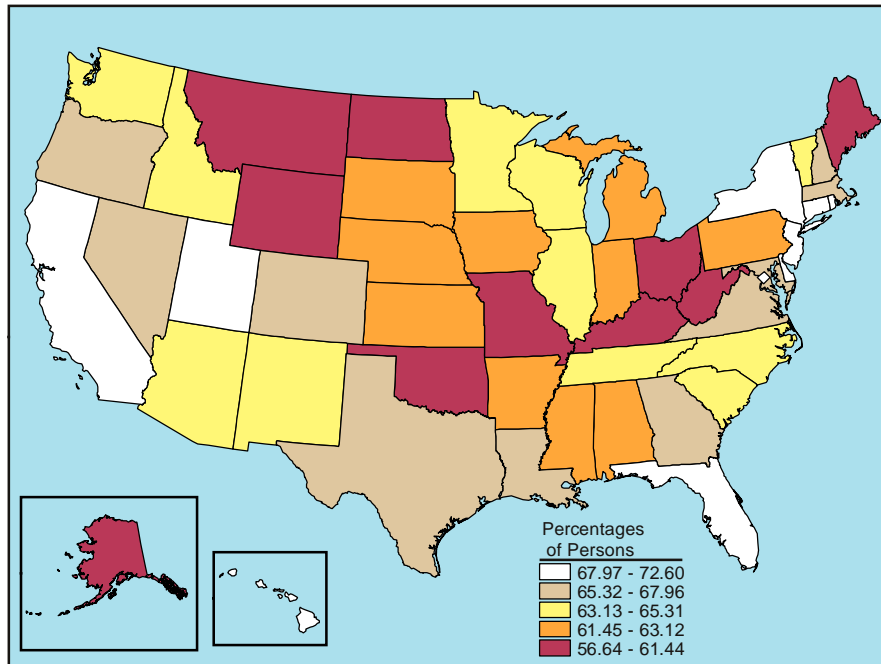 Percentages
of Persons
67.97 - 72.60
65.32 - 67.96
63.13 - 65.31
61.45 - 63.12
56.64 - 61.44